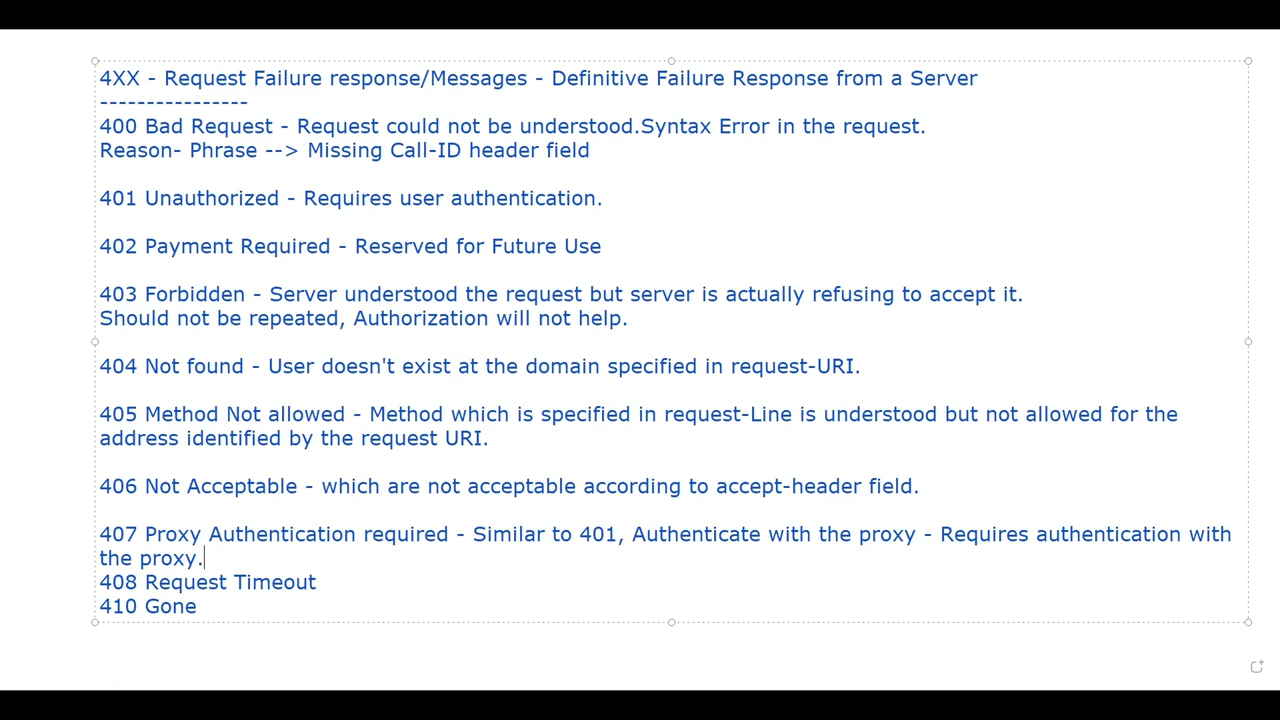 4XX - Request Failure response/Messages - Definitive Failure Response from a Server
----------------
400 Bad Request - Request could not be understood.Syntax Error in the request.
Reason- Phrase --> Missing Call-ID header field
401 Unauthorized - Requires user authentication.
402 Payment Required - Reserved for Future Use
403 Forbidden - Server understood the request but server is actually refusing to accept it.
Should not be repeated, Authorization will not help.
404 Not found - User doesn't exist at the domain specified in request-URI.
405 Method Not allowed - Method which is specified in request-Line is understood but not allowed for the
address identified by the request URI.
406 Not Acceptable - which are not acceptable according to accept-header field.
407 Proxy Authentication required - Similar to 401, Authenticate with the proxy - Requires authentication with
the proxy.
408 Request Timeout
410 Gone